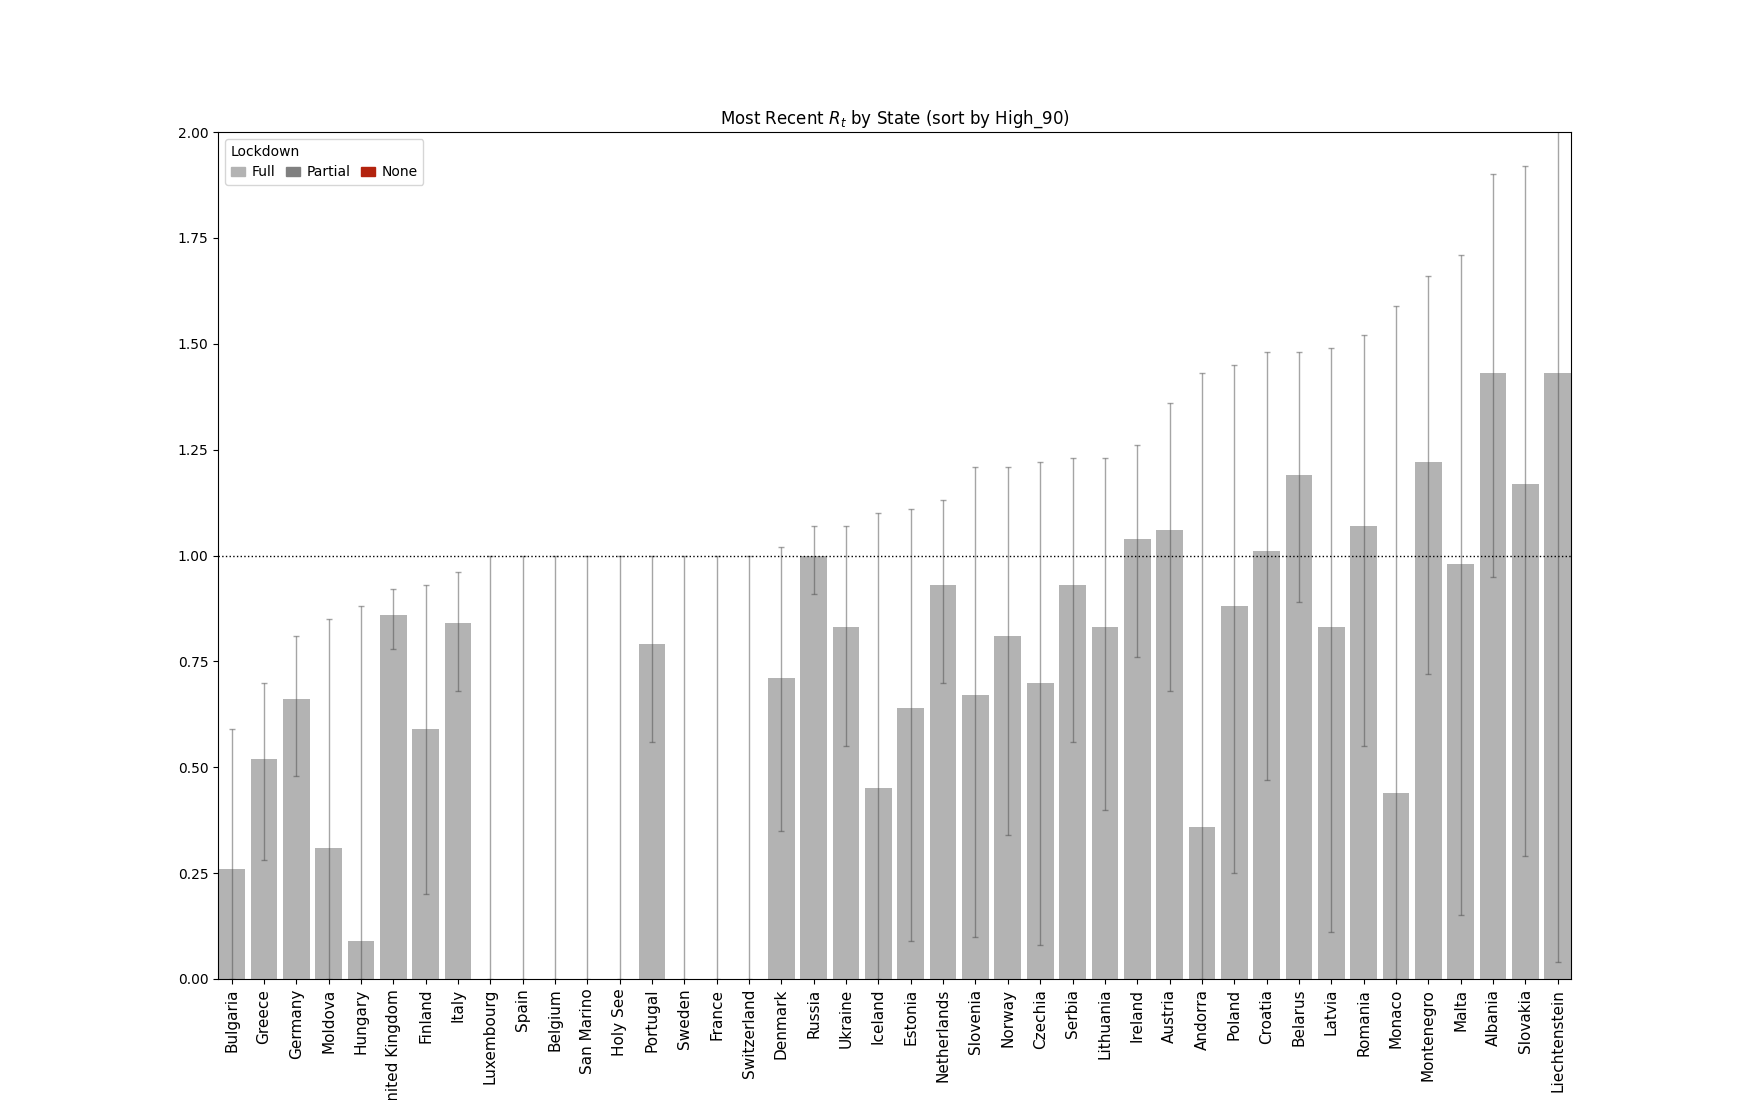 Most Recent R_t by State (sort by High_90)
Lockdown
Full Partial None
2.00
1.75
1.50
1.25
1.00
0.75
0.50
0.25
0.00
Bulgaria
Greece
Germany
Moldova
Hungary
nited Kingdom
Finland
Italy
Luxembourg
Spain
Belgium
San Marino
Holy See
Portugal
Sweden
France
Switzerland
Denmark
Russia
Ukraine
Iceland
Estonia
Netherlands
Slovenia
Norway
Czechia
Serbia
Lithuania
Ireland
Austria
Andorra
Poland
Croatia
Belarus
Latvia
Romania
Monaco
Montenegro
Malta
Albania
Slovakia
Liechtenstein